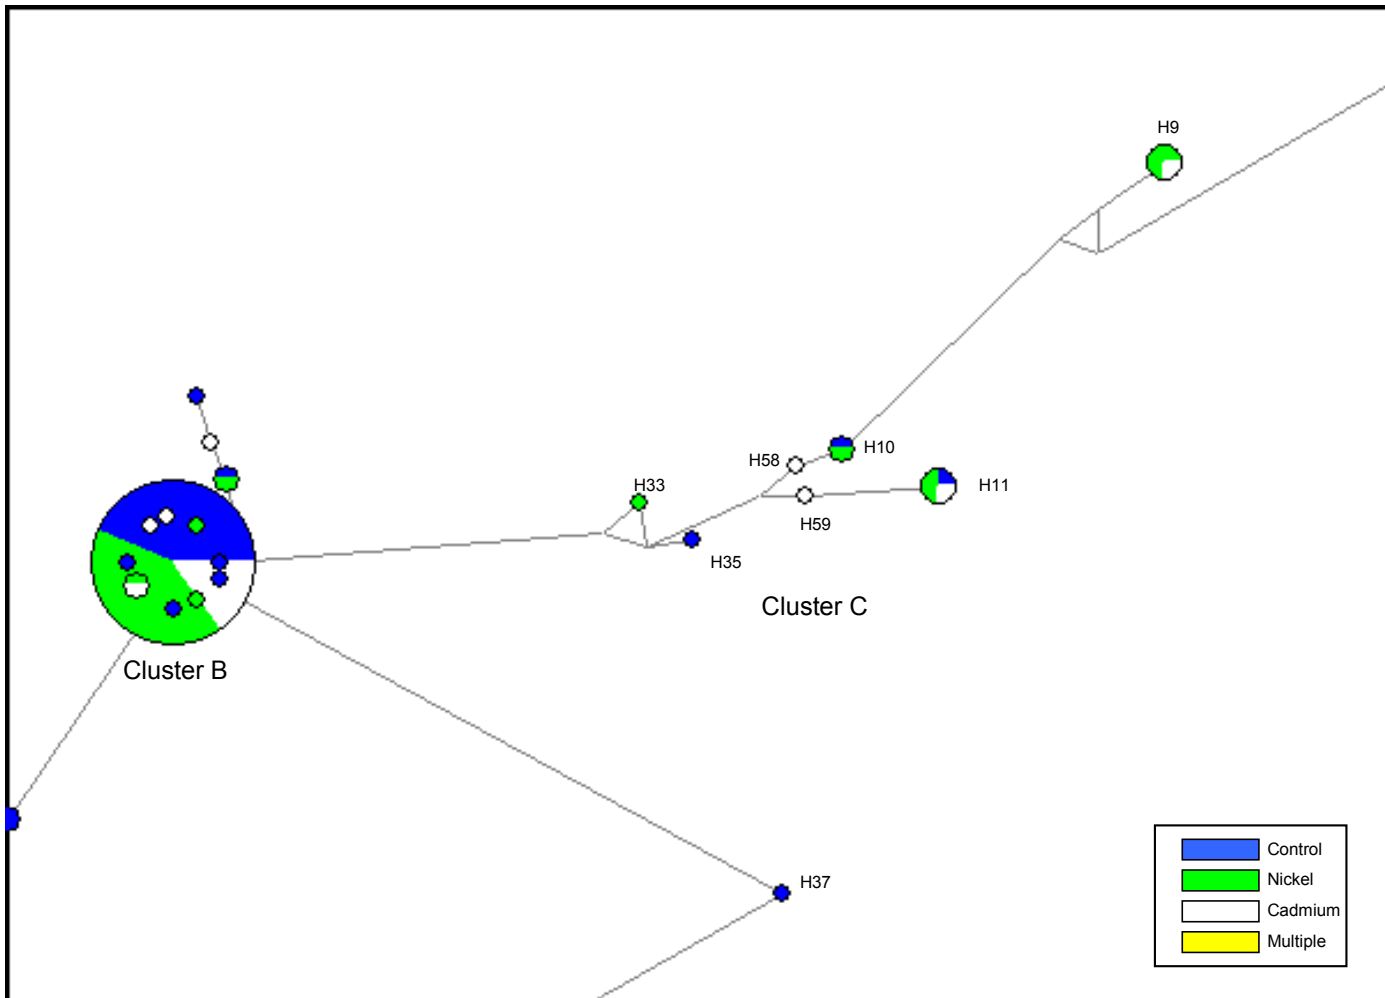 H9
H10
H58
H11
H33
H59
H35
Cluster C
Cluster B
H37
Control
Nickel
Cadmium
Multiple